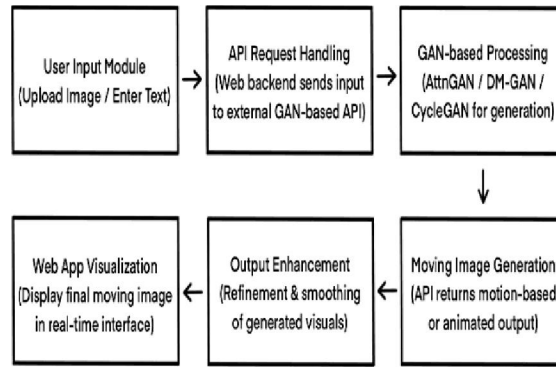 User Input Module
(Upload Image / Enter Text)
API Request Handling
(Web backend sends input
to external GAN-based API)
GAN-based Processing
(AttnGAN / DM-GAN /
CycleGAN for generation)
Moving Image Generation
(API returns motion-based
or animated output)
Output Enhancement
(Refinement & smoothing
of generated visuals)
Web App Visualization
(Display final moving image
in real-time interface)